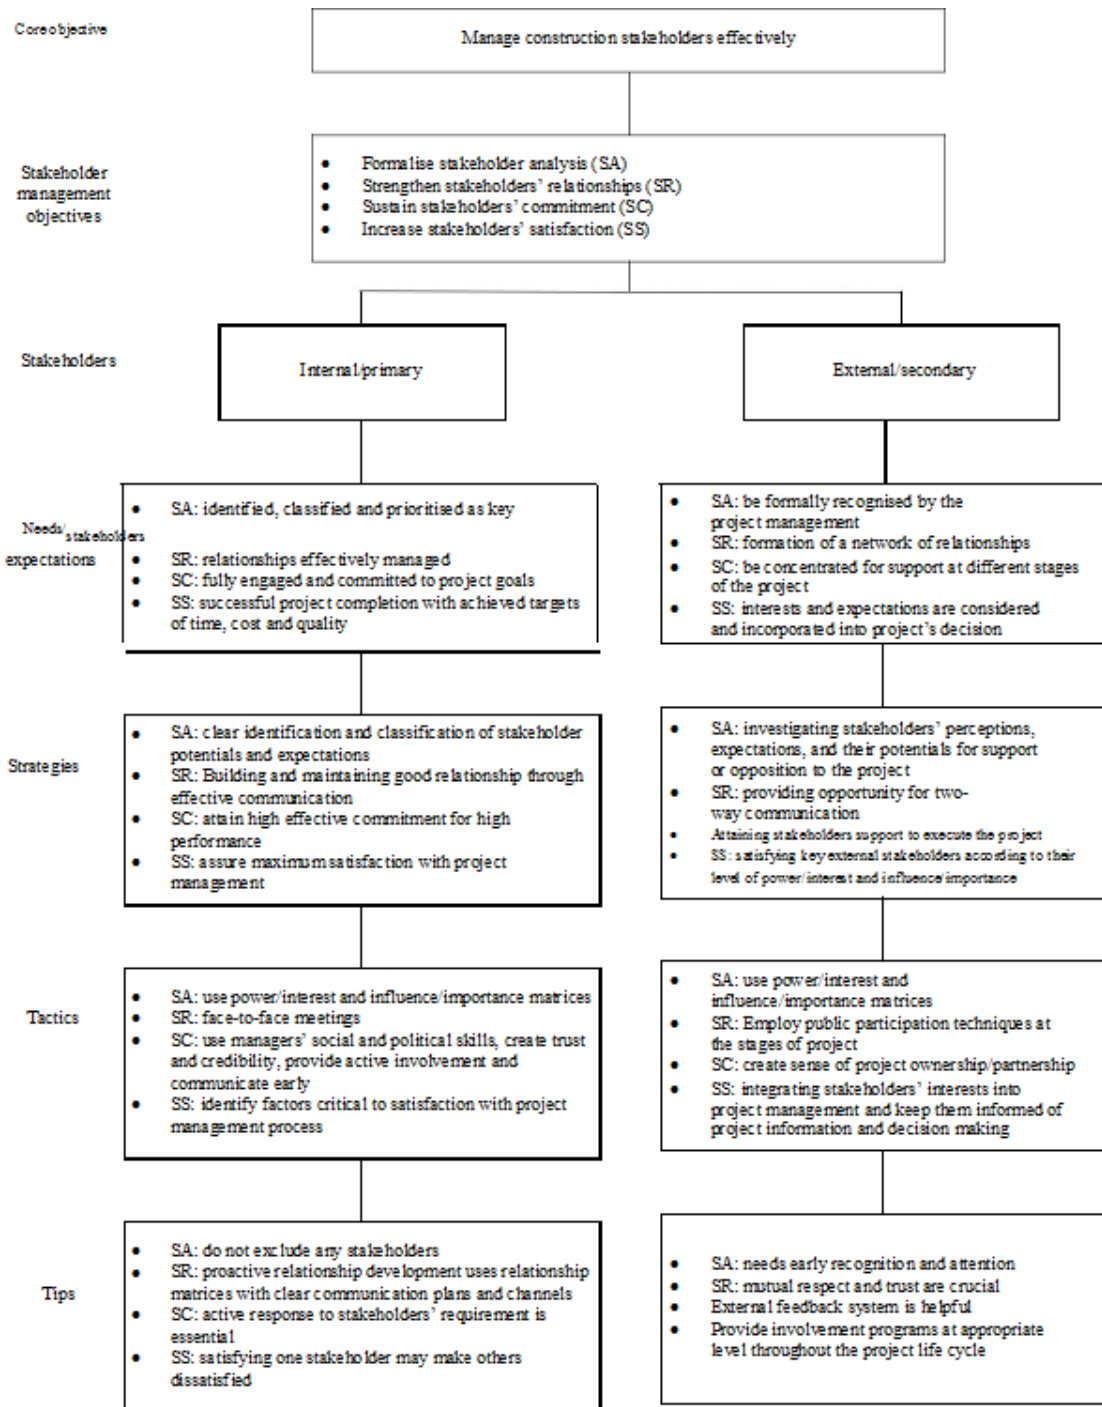 Core objective
Manage construction stakeholders effectively
Stakeholder
management
objectives
• Formalise stakeholder analysis (SA)
• Strengthen stakeholders’ relationships (SR)
• Sustain stakeholders’ commitment (SC)
• Increase stakeholders’ satisfaction (SS)
Stakeholders
Internal/primary
External/secondary
Needs/stakeholders
expectations
• SA: identified, classified and prioritised as key
• SR: relationships effectively managed
• SC: fully engaged and committed to project goals
• SS: successful project completion with achieved targets
of time, cost and quality
• SA: be formally recognised by the
project management
• SR: formation of a network of relationships
• SC: be concentrated for support at different stages
of the project
• SS: interests and expectations are considered
and incorporated into project’s decision
Strategies
• SA: clear identification and classification of stakeholder
potentials and expectations
• SR: Building and maintaining good relationship through
effective communication
• SC: attain high effective commitment for high
performance
• SS: assure maximum satisfaction with project
management
• SA: investigating stakeholders’ perceptions,
expectations, and their potentials for support
or opposition to the project
• SR: providing opportunity for two-
way communication
• Attaining stakeholders support to execute the project
• SS: satisfying key external stakeholders according to their
level of power/interest and influence/importance
Tactics
• SA: use power/interest and influence/importance matrices
• SR: face-to-face meetings
• SC: use managers’ social and political skills, create trust
and credibility, provide active involvement and
communicate early
• SS: identify factors critical to satisfaction with project
management process
• SA: use power/interest and
influence/importance matrices
• SR: Employ public participation techniques at
the stages of project
• SC: create sense of project ownership/partnership
• SS: integrating stakeholders’ interests into
project management and keep them informed of
project information and decision making
Tips
• SA: do not exclude any stakeholders
• SR: proactive relationship development uses relationship
matrices with clear communication plans and channels
• SC: active response to stakeholders’ requirement is
essential
• SS: satisfying one stakeholder may make others
dissatisfied
• SA: needs early recognition and attention
• SR: mutual respect and trust are crucial
• External feedback system is helpful
• Provide involvement programs at appropriate
level throughout the project life cycle